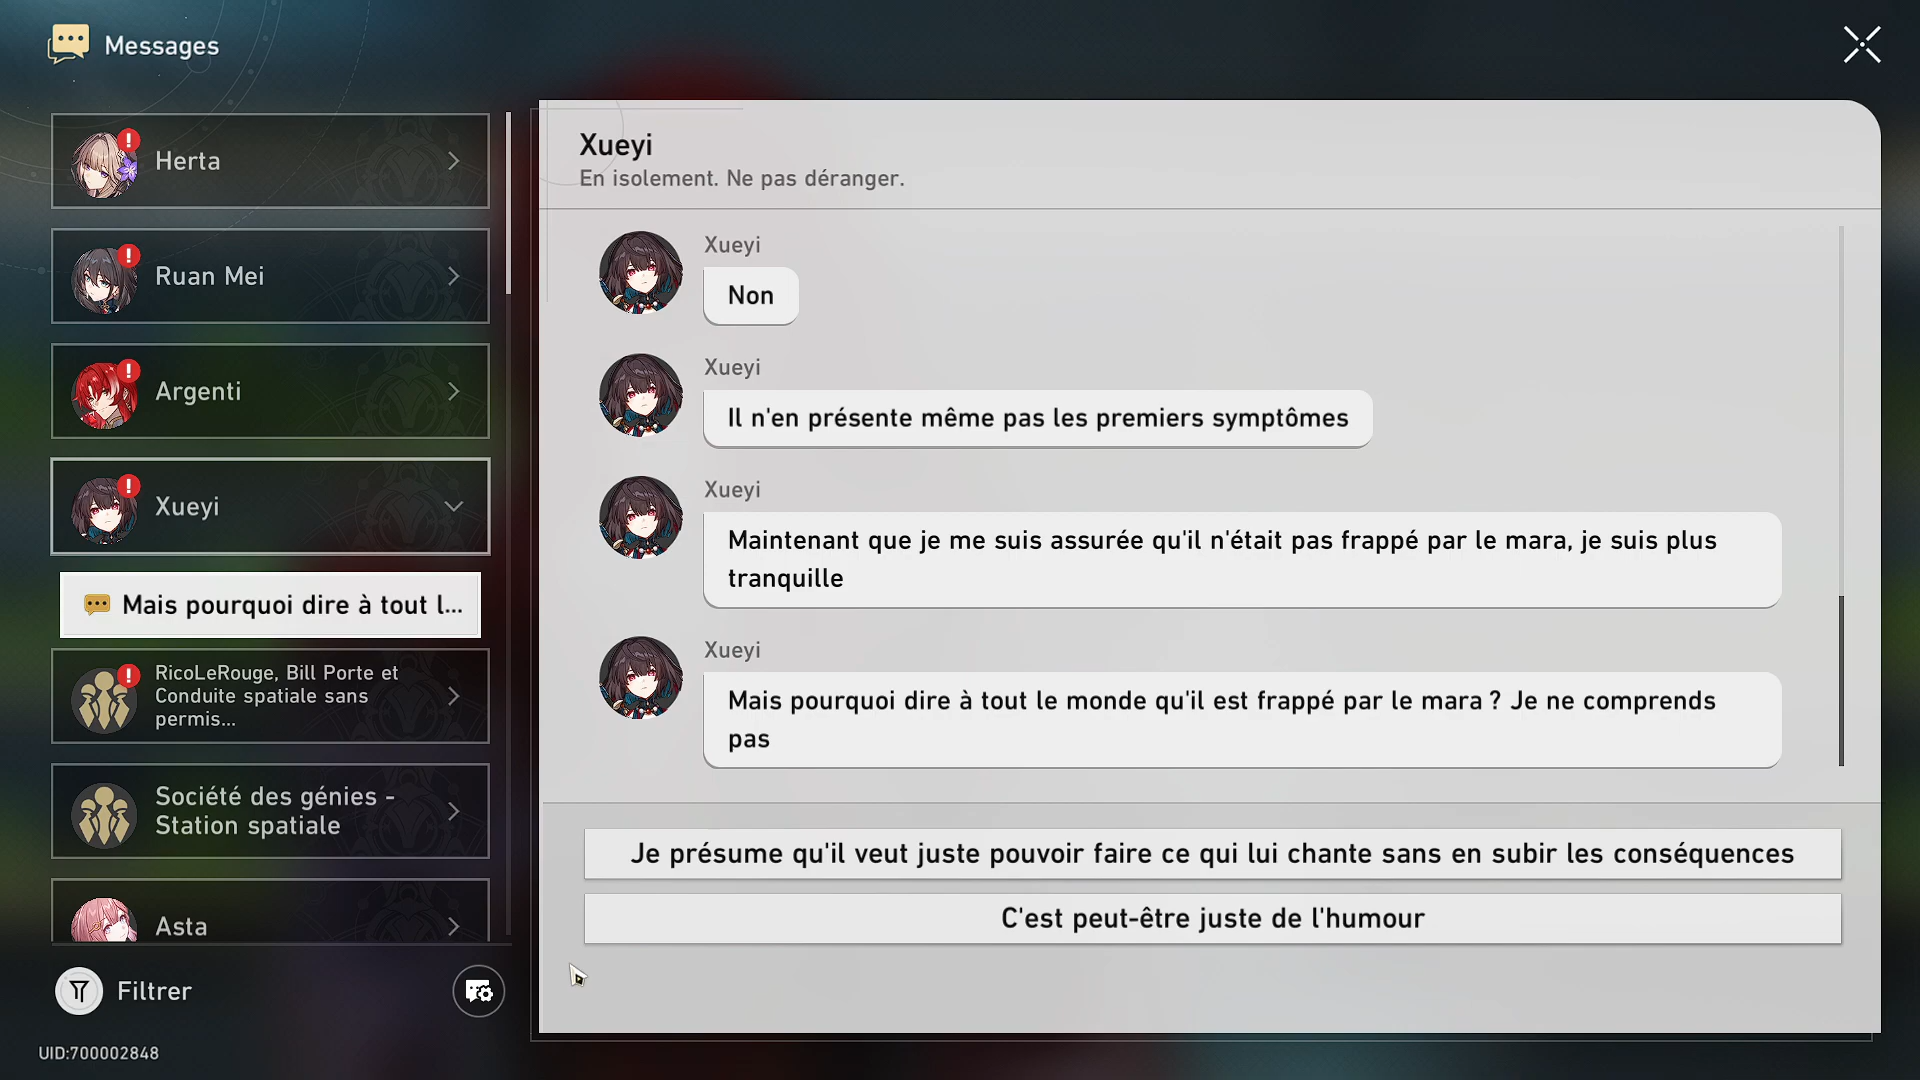 Messages
Herta
Ruan Mei
Argenti
Xueyi
Mais pourquoi dire à tout l...
RicoLeRouge, Bill Porte et
Conduite spatiale sans
permis...
Société des génies -
Station spatiale
Asta
Filtrer
UID:700002848
Xueyi
En isolement. Ne pas déranger.
Xueyi
Non
Xueyi
Il n'en présente même pas les premiers symptômes
Xueyi
Maintenant que je me suis assurée qu'il n'était pas frappé par le mara, je suis plus
tranquille
Xueyi
Mais pourquoi dire à tout le monde qu'il est frappé par le mara ? Je ne comprends
pas
Je présume qu'il veut juste pouvoir faire ce qui lui chante sans en subir les conséquences
C'est peut-être juste de l'humour